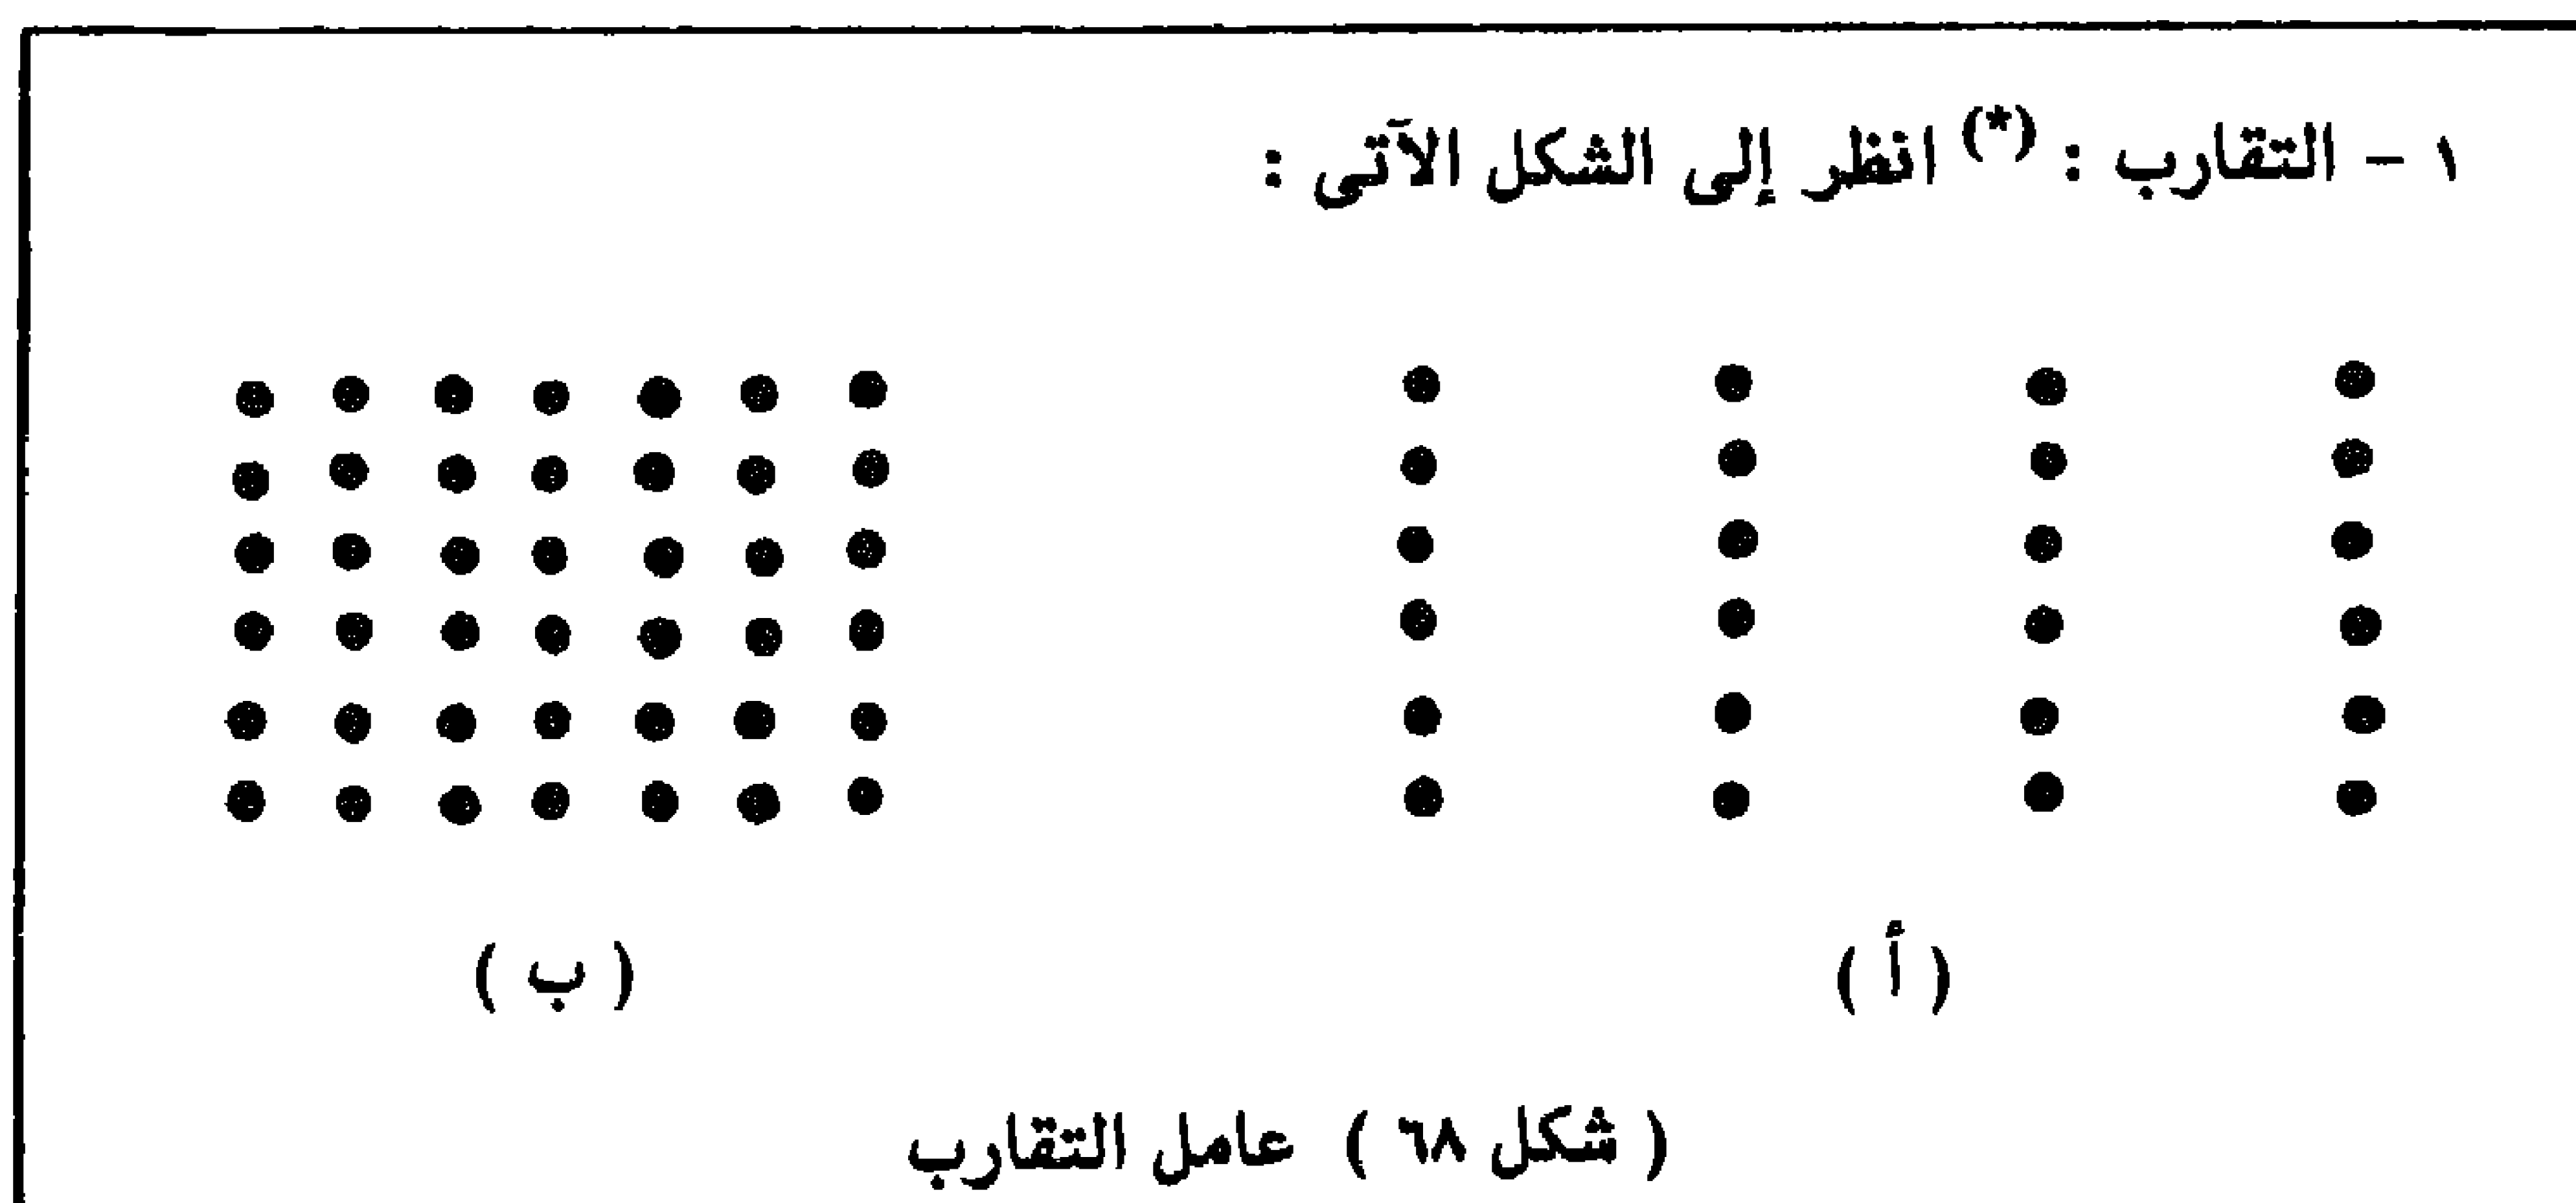 ١ - التقارب : (*) انظر إلى الشكل الآتى :
( أ )
( ب )
( شكل ٦٨ ) عامل التقارب